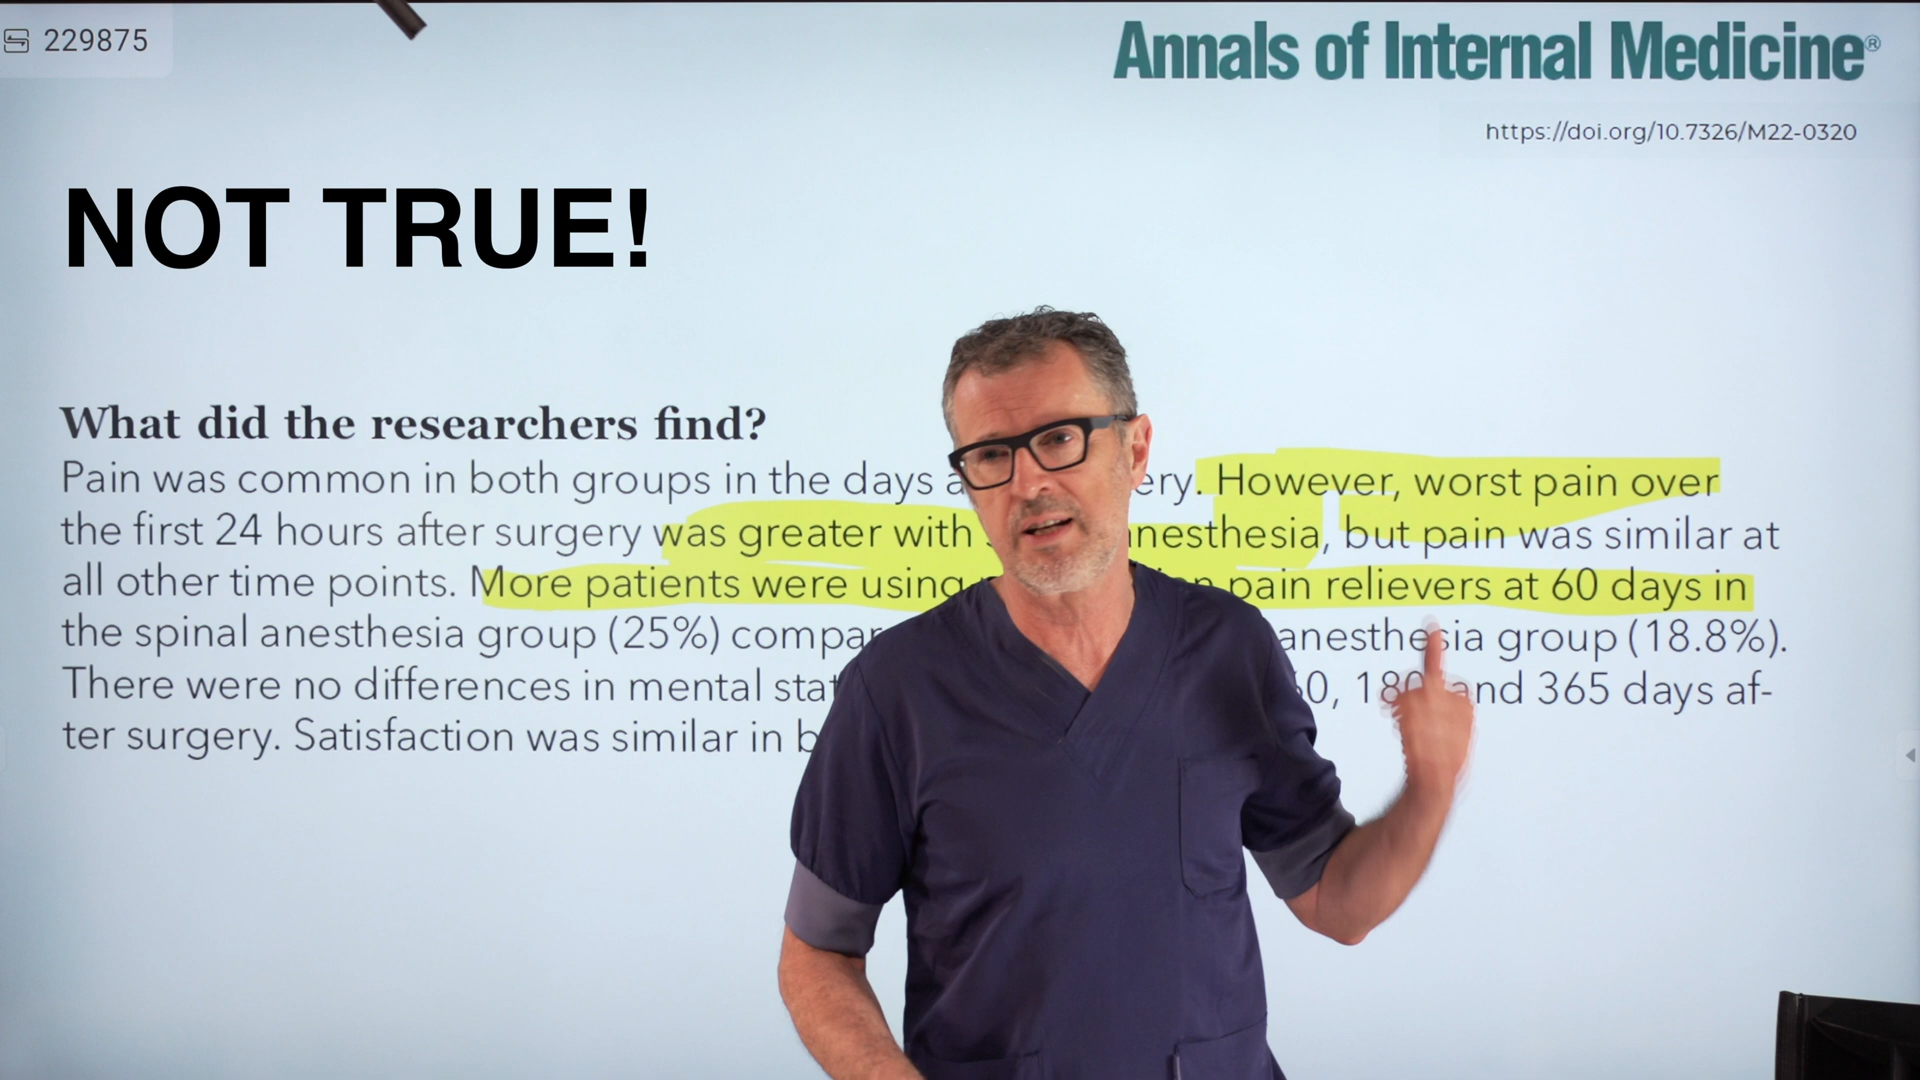 229875
Annals of Internal Medicine®
https://doi.org/10.7326/M22-0320
NOT TRUE!
What did the researchers find?
Pain was common in both groups in the days. However, worst pain over
the first 24 hours after surgery was greater with anesthesia, but pain was similar at
all other time points. More patients were using pain relievers at 60 days in
the spinal anesthesia group (25%) anesthesia group (18.8%).
There were no differences in mental and 365 days af-
ter surgery. Satisfaction was similar in